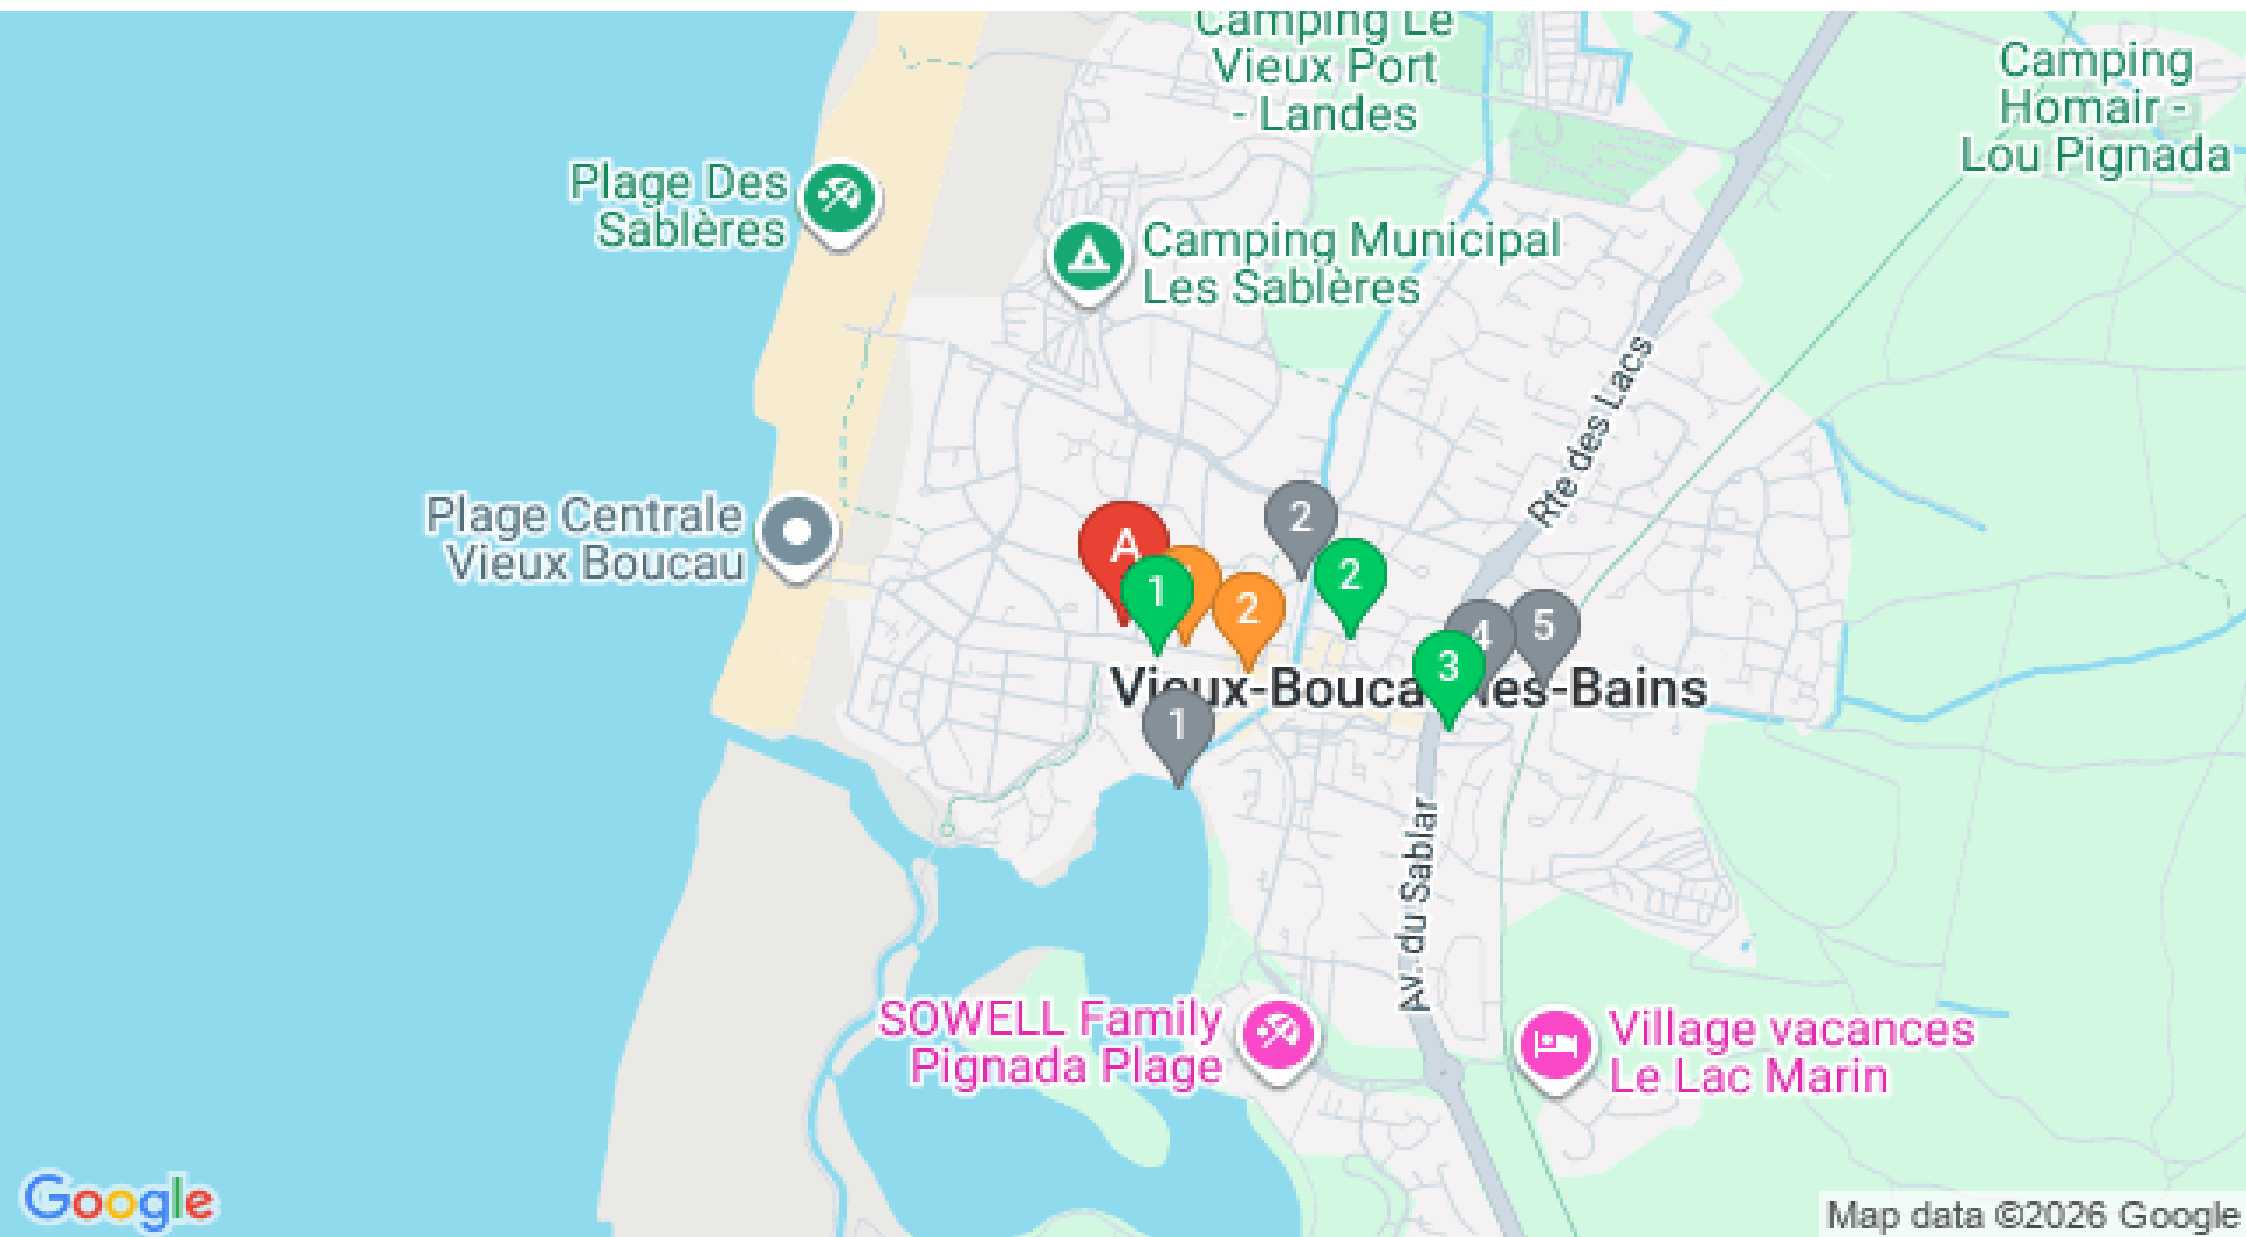 Camping Le
Vieux Port
- Landes
Camping
Homair -
Lou Pignada
Plage Des
Sablères
Camping Municipal
Les Sablères
Rte des Lacs
Plage Centrale
Vieux Boucau
A
1
2
2
2
4
5
3
1
Vieux-Boucau-les-Bains
Av. du Sablar
SOWELL Family
Pignada Plage
Village vacances
Le Lac Marin
Google
Map data ©2026 Google